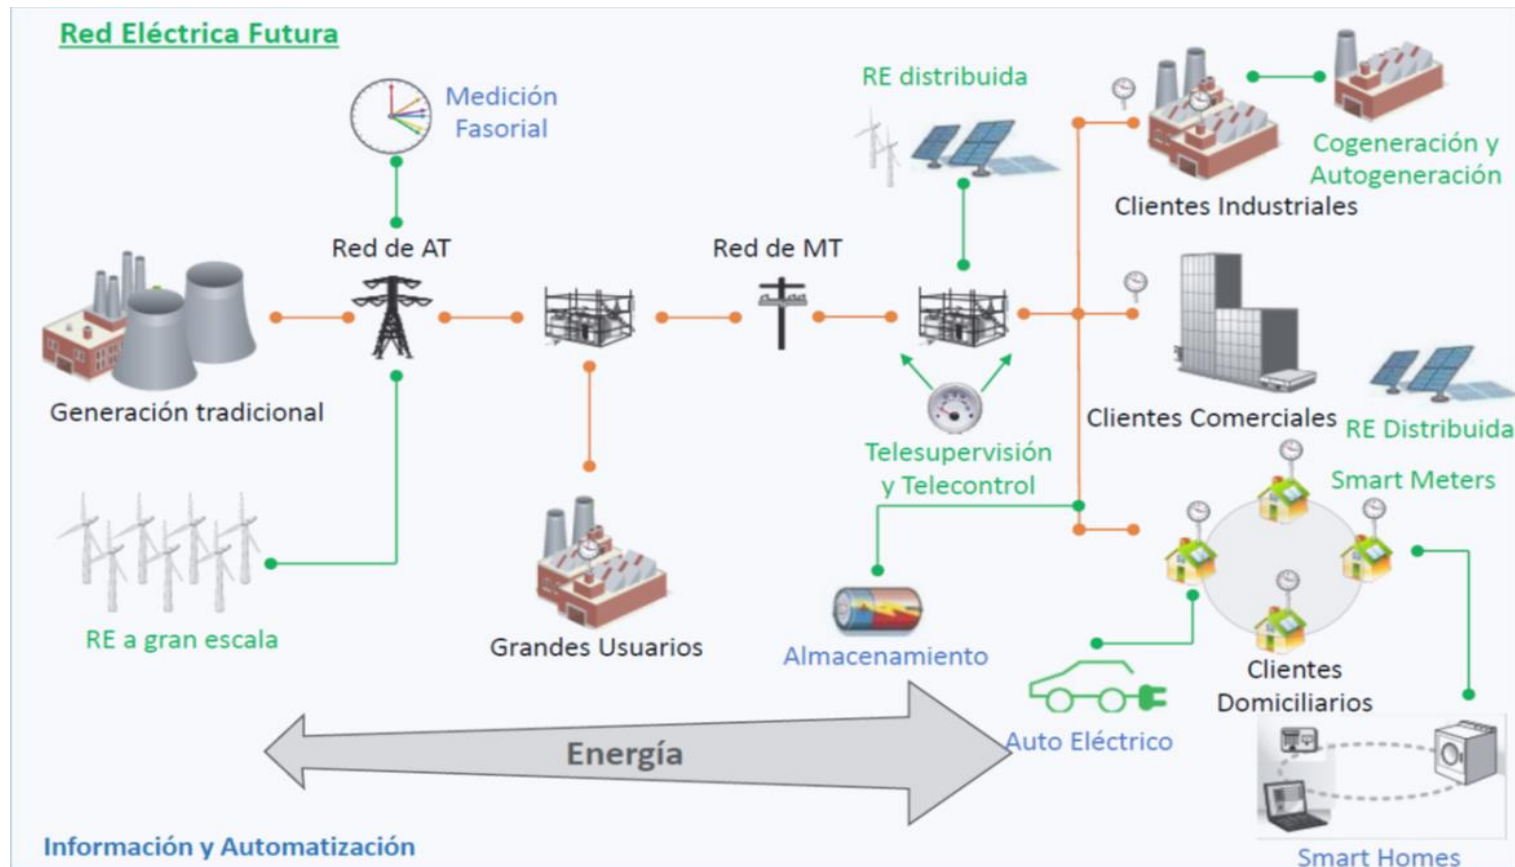 Red Eléctrica Futura
Medición
Fasorial
RE distribuida
Cogeneración y
Autogeneración
Clientes Industriales
Red de AT
Red de MT
Generación tradicional
Clientes Comerciales
RE Distribuida
Telesupervisión
y Telecontrol
Smart Meters
RE a gran escala
Grandes Usuarios
Almacenamiento
Clientes
Domiciliarios
Auto Eléctrico
Energía
Información y Automatización
Smart Homes